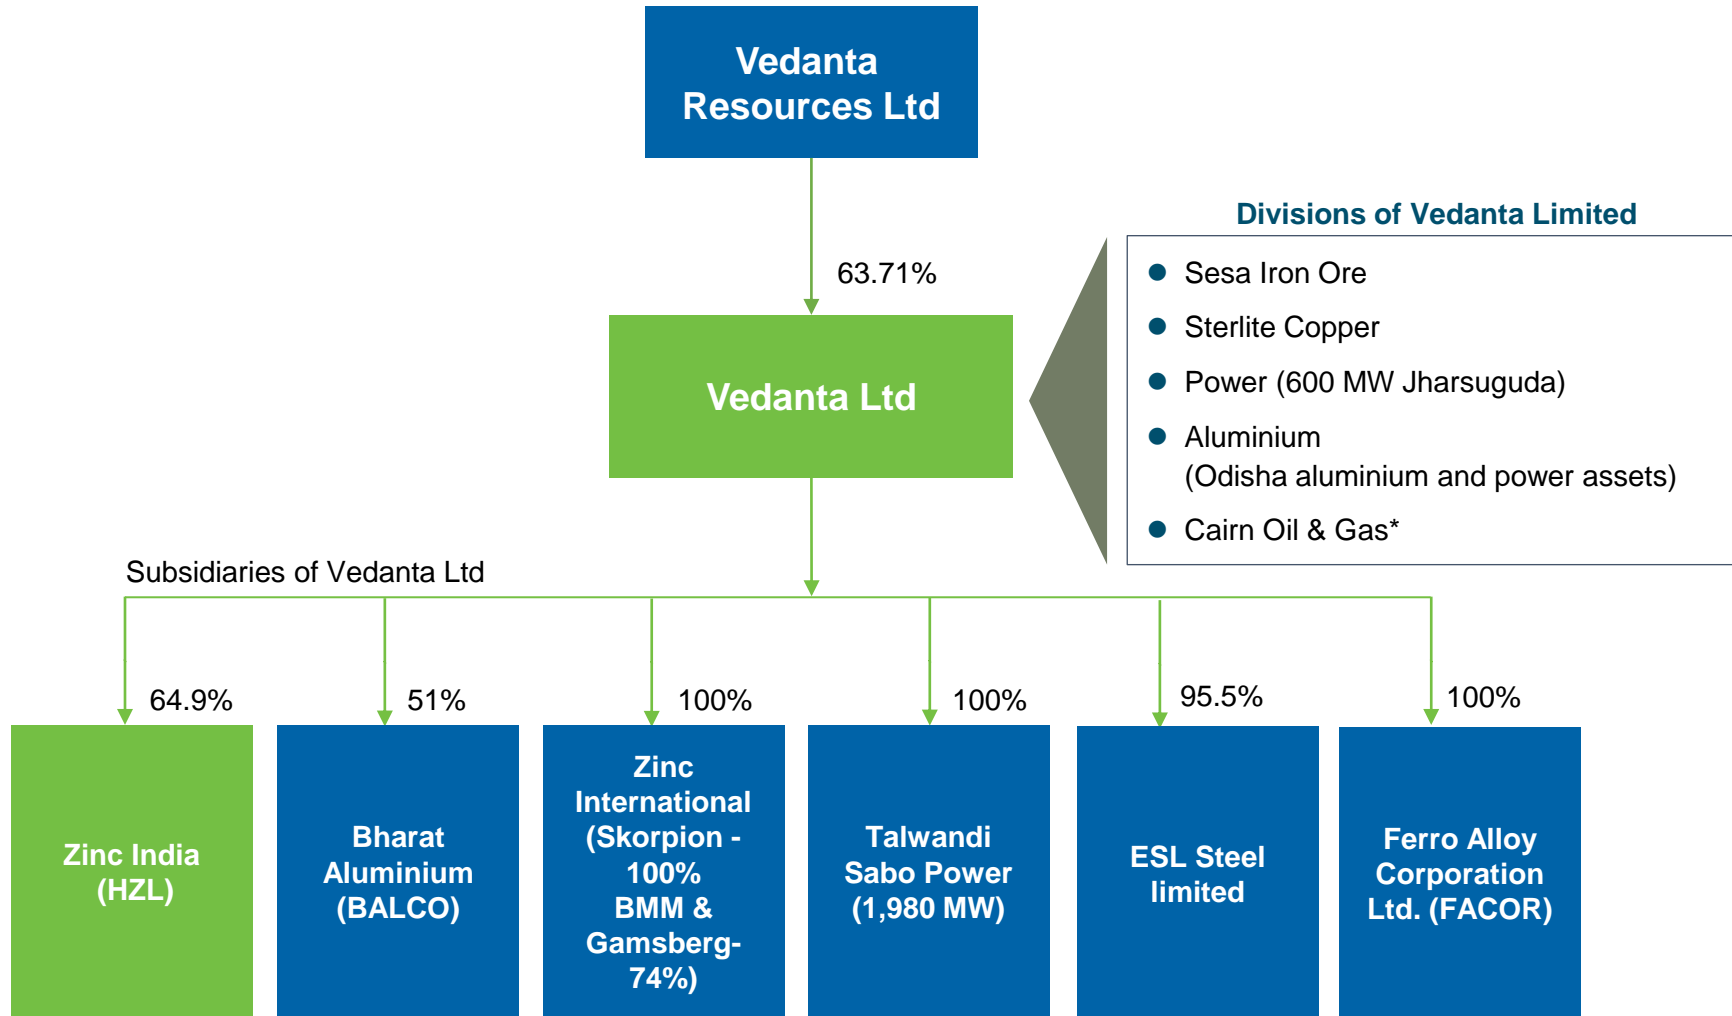 Vedanta
Resources Ltd
63.71%
Vedanta Ltd
Divisions of Vedanta Limited
Sesa Iron Ore
Sterlite Copper
Power (600 MW Jharsuguda)
Aluminium
(Odisha aluminium and power assets)
Cairn Oil & Gas*
Subsidiaries of Vedanta Ltd
64.9%
51%
100%
100%
95.5%
100%
Zinc India
(HZL)
Bharat
Aluminium
(BALCO)
Zinc
International
(Skorpion -
100%
BMM &
Gamsberg-
74%)
Talwandi
Sabo Power
(1,980 MW)
ESL Steel
limited
Ferro Alloy
Corporation
Ltd. (FACOR)